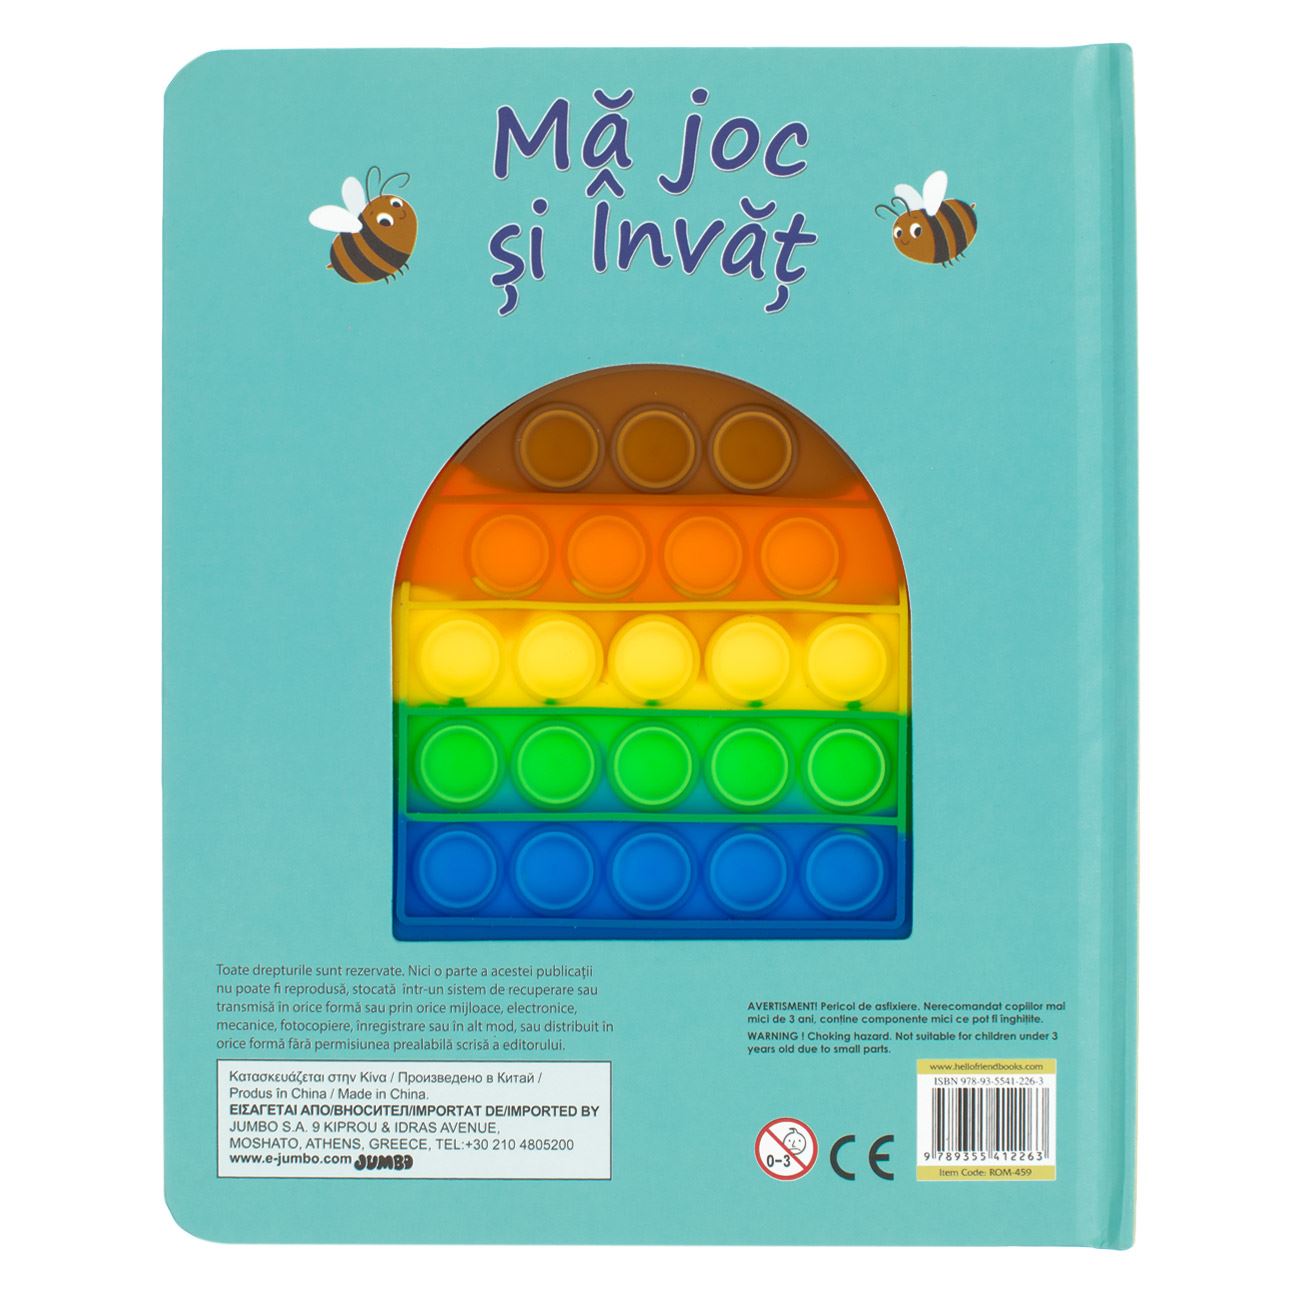 Mă joc
și Învăț
Toate drepturile sunt rezervate. Nici o parte a acestei publicații
nu poate fi reprodusă, stocată într-un sistem de recuperare sau
transmisă în orice formă sau prin orice mijloace, electronice,
mecanice, fotocopiere, înregistrare sau în alt mod, sau distribuit în
orice formă fără permisiunea prealabilă scrisă a editorului.
Κατασκευάζεται στην Κίνα / Произведено в Китай /
Produs în China / Made in China.
ΕΙΣΑΓΕΤΑΙ ΑΠΟ/ВНОСИТЕЛ/IMPORTAT DE/IMPORTED BY
JUMBO S.A. 9 KIPROU & IDRAS AVENUE,
MOSHATO, ATHENS, GREECE, TEL:+30 210 4805200
www.e-jumbo.com JUMBO
AVERTISMENT! Pericol de asfixiere. Nerecomandat copiilor mai
mici de 3 ani, conține componente mici ce pot fi înghițite.
WARNING ! Choking hazard. Not suitable for children under 3
years old due to small parts.
0-3
CE
www.hellofriendbooks.com
ISBN 978-93-5541-226-3
9 789355 412263
Item Code: ROM-459